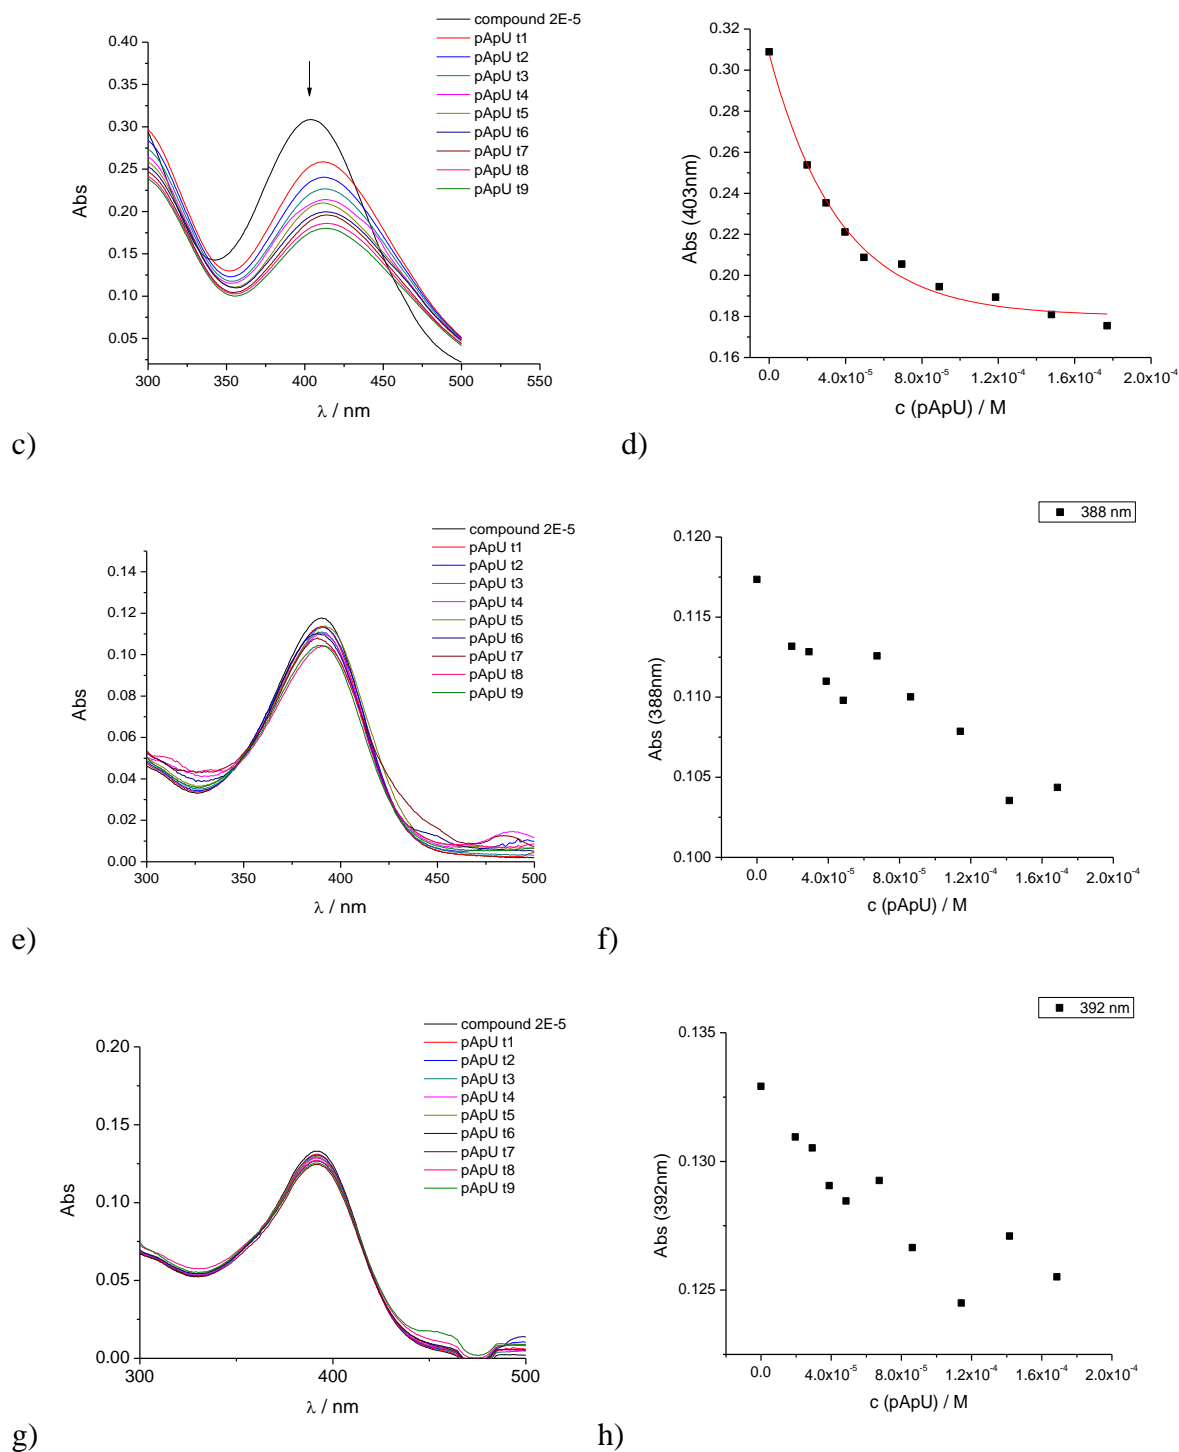 compound 2E-5
pApU t1
pApU t2
pApU t3
pApU t4
pApU t5
pApU t6
pApU t7
pApU t8
pApU t9
0.40
0.35
0.30
0.25
0.20
0.15
0.10
0.05
Abs
300 350 400 450 500 550
λ / nm
c)
0.32
0.30
0.28
0.26
0.24
0.22
0.20
0.18
0.16
Abs (403nm)
0.0 4.0x10⁻⁵ 8.0x10⁻⁵ 1.2x10⁻⁴ 1.6x10⁻⁴ 2.0x10⁻⁴
c (pApU) / M
d)
compound 2E-5
pApU t1
pApU t2
pApU t3
pApU t4
pApU t5
pApU t6
pApU t7
pApU t8
pApU t9
0.14
0.12
0.10
0.08
0.06
0.04
0.02
0.00
Abs
300 350 400 450 500
λ / nm
e)
388 nm
0.120
0.115
0.110
0.105
0.100
Abs (388nm)
0.0 4.0x10⁻⁵ 8.0x10⁻⁵ 1.2x10⁻⁴ 1.6x10⁻⁴ 2.0x10⁻⁴
c (pApU) / M
f)
compound 2E-5
pApU t1
pApU t2
pApU t3
pApU t4
pApU t5
pApU t6
pApU t7
pApU t8
pApU t9
0.20
0.15
0.10
0.05
0.00
Abs
300 400 500
λ / nm
g)
392 nm
0.135
0.130
0.125
Abs (392nm)
0.0 4.0x10⁻⁵ 8.0x10⁻⁵ 1.2x10⁻⁴ 1.6x10⁻⁴ 2.0x10⁻⁴
c (pApU) / M
h)